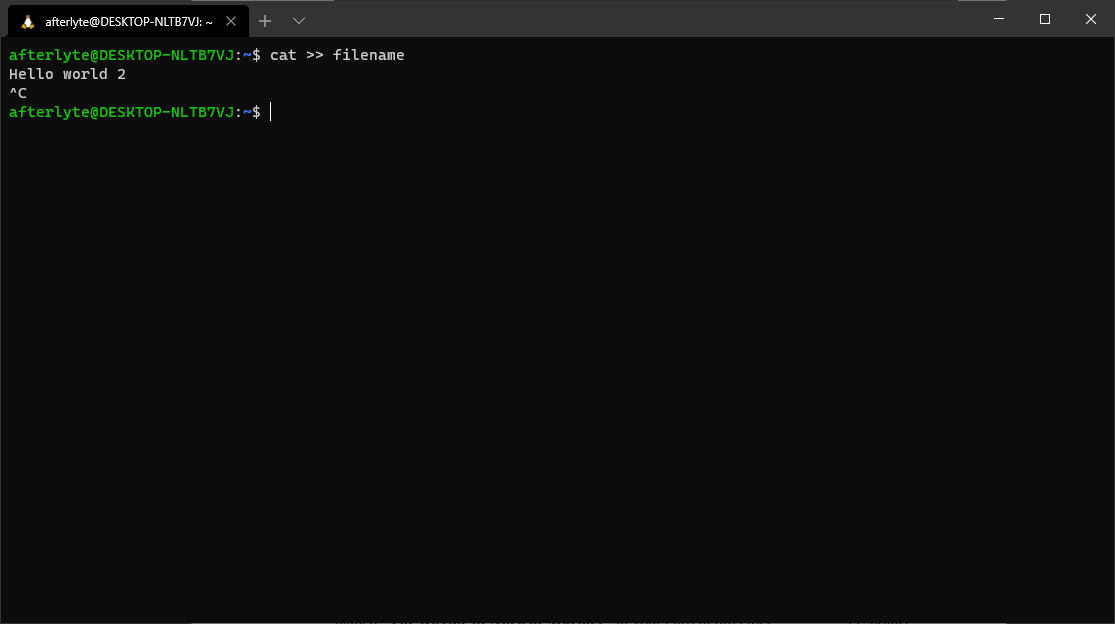 afterlyte@DESKTOP-NLTB7VJ: ~
afterlyte@DESKTOP-NLTB7VJ:~$ cat >> filename
Hello world 2
^C
afterlyte@DESKTOP-NLTB7VJ:~$